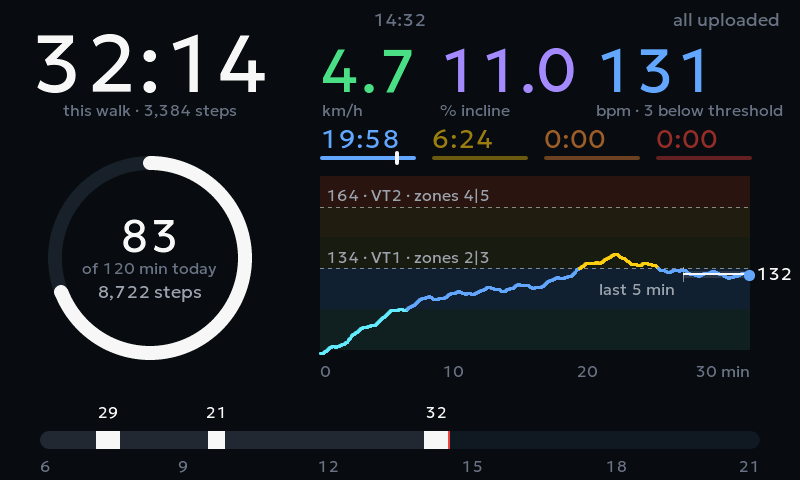 14:32
all uploaded
32:14
this walk · 3,384 steps
4.7
km/h
11.0
% incline
131
bpm · 3 below threshold
19:58
6:24
0:00
0:00
164 · VT2 · zones 4|5
134 · VT1 · zones 2|3
last 5 min
132
0 10 20 30 min
83
of 120 min today
8,722 steps
29 21 32
6 9 12 15 18 21